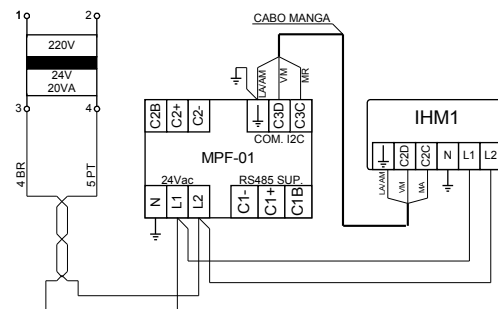 1 2
220V
24V
20VA
3 4
4 BR
5 PT
CABO MANGA
LA/AM
VM
MR
C2B C2+ C2- C3D C3C
COM. I2C
MPF-01
24Vac RS485 SUP.
N L1 L2 C1- C1+ C1B
IHM1
C2D C2C N L1 L2
LA/AM
VM
MA